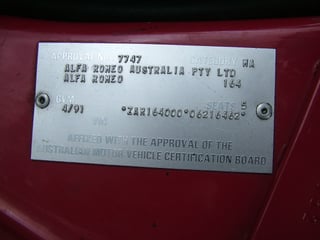 APPROVAL No. 7747 CATEGORY MA
ALFA ROMEO AUSTRALIA PTY LTD
ALFA ROMEO 164
SEATS 5
4/91 *ZAR164000*06216462*
AFFIXED WITH THE APPROVAL OF THE
AUSTRALIAN MOTOR VEHICLE CERTIFICATION BOARD